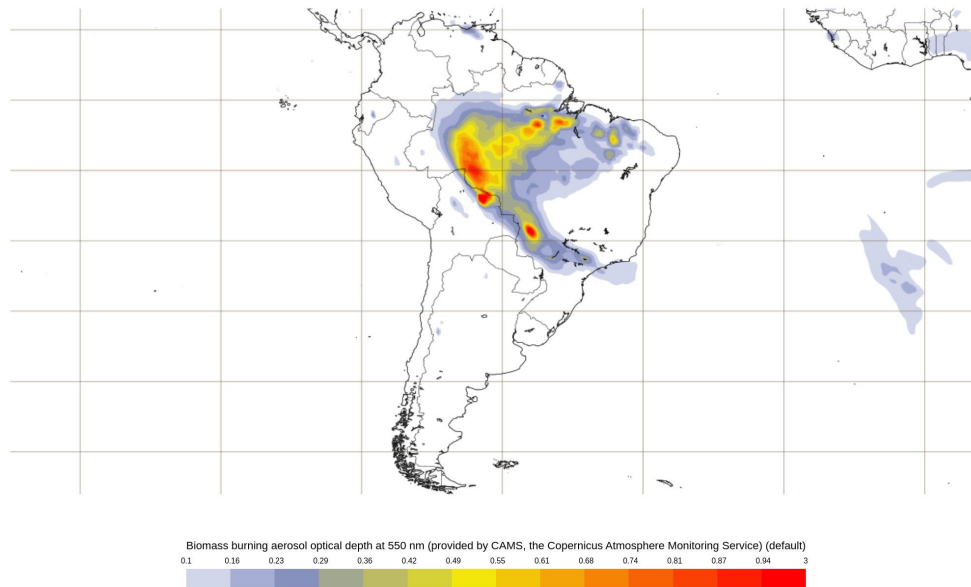 Biomass burning aerosol optical depth at 550 nm (provided by CAMS, the Copernicus Atmosphere Monitoring Service) (default)
0.1 0.16 0.23 0.29 0.36 0.42 0.49 0.55 0.61 0.68 0.74 0.81 0.87 0.94 3